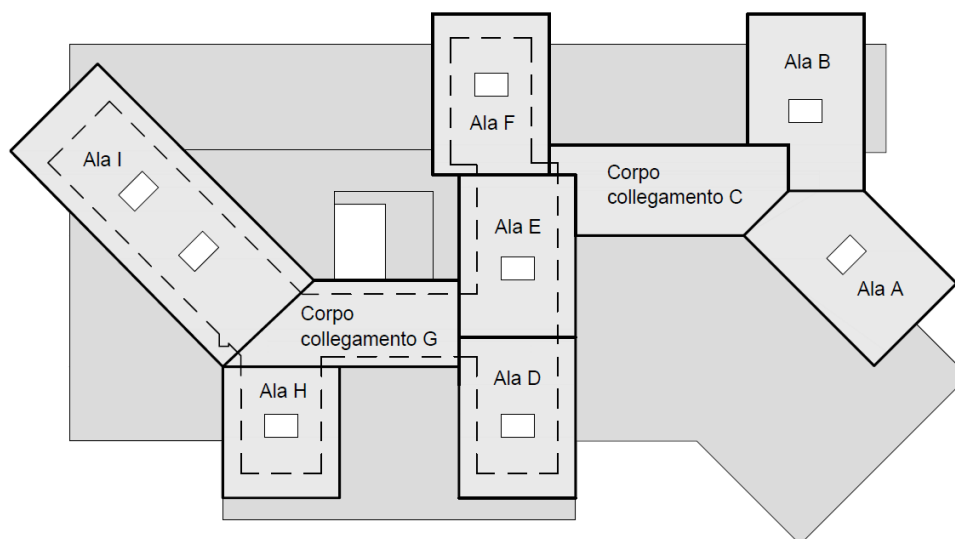 Ala B
Ala F
Ala I
Corpo
collegamento C
Ala E
Ala A
Corpo
collegamento G
Ala D
Ala H